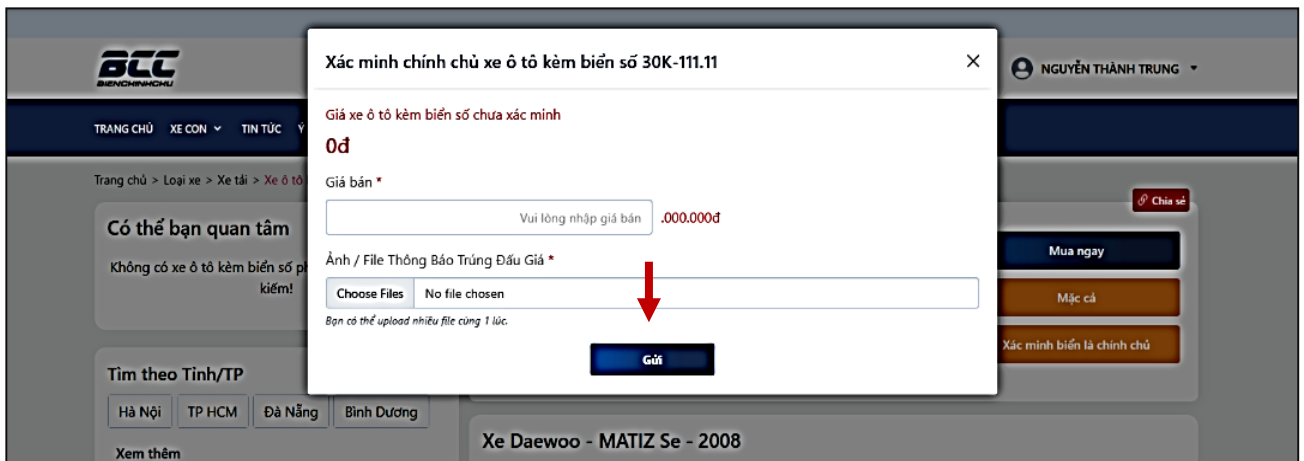 BCC
BIENCHINHCHU
NGUYỄN THÀNH TRUNG
TRANG CHỦ XE CON TIN TỨC Ý
Trang chủ > Loại xe > Xe tải > Xe ô tô
Xác minh chính chủ xe ô tô kèm biển số 30K-111.11
Giá xe ô tô kèm biển số chưa xác minh
0đ
Giá bán *
Vui lòng nhập giá bán .000.000đ
Ảnh / File Thông Báo Trúng Đấu Giá *
Choose Files No file chosen
Bạn có thể upload nhiều file cùng 1 lúc.
Gửi
Chia sẻ
Mua ngay
Mặc cả
Xác minh biển là chính chủ
Có thể bạn quan tâm
Không có xe ô tô kèm biển số
kiếm!
Tìm theo Tỉnh/TP
Hà Nội TP HCM Đà Nẵng Bình Dương
Xem thêm
Xe Daewoo - MATIZ Se - 2008